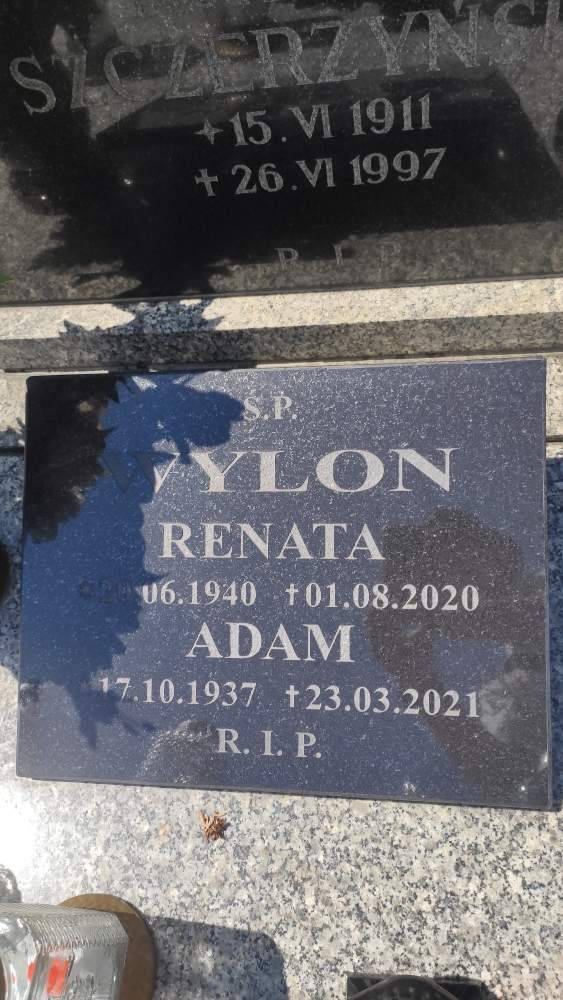 SZCZERZYŃS
+ 15.VI 1911
† 26.VI 1997
R. I. P.
S.P.
WYLON
RENATA
06.1940 † 01.08.2020
ADAM
17.10.1937 † 23.03.2021
R. I. P.